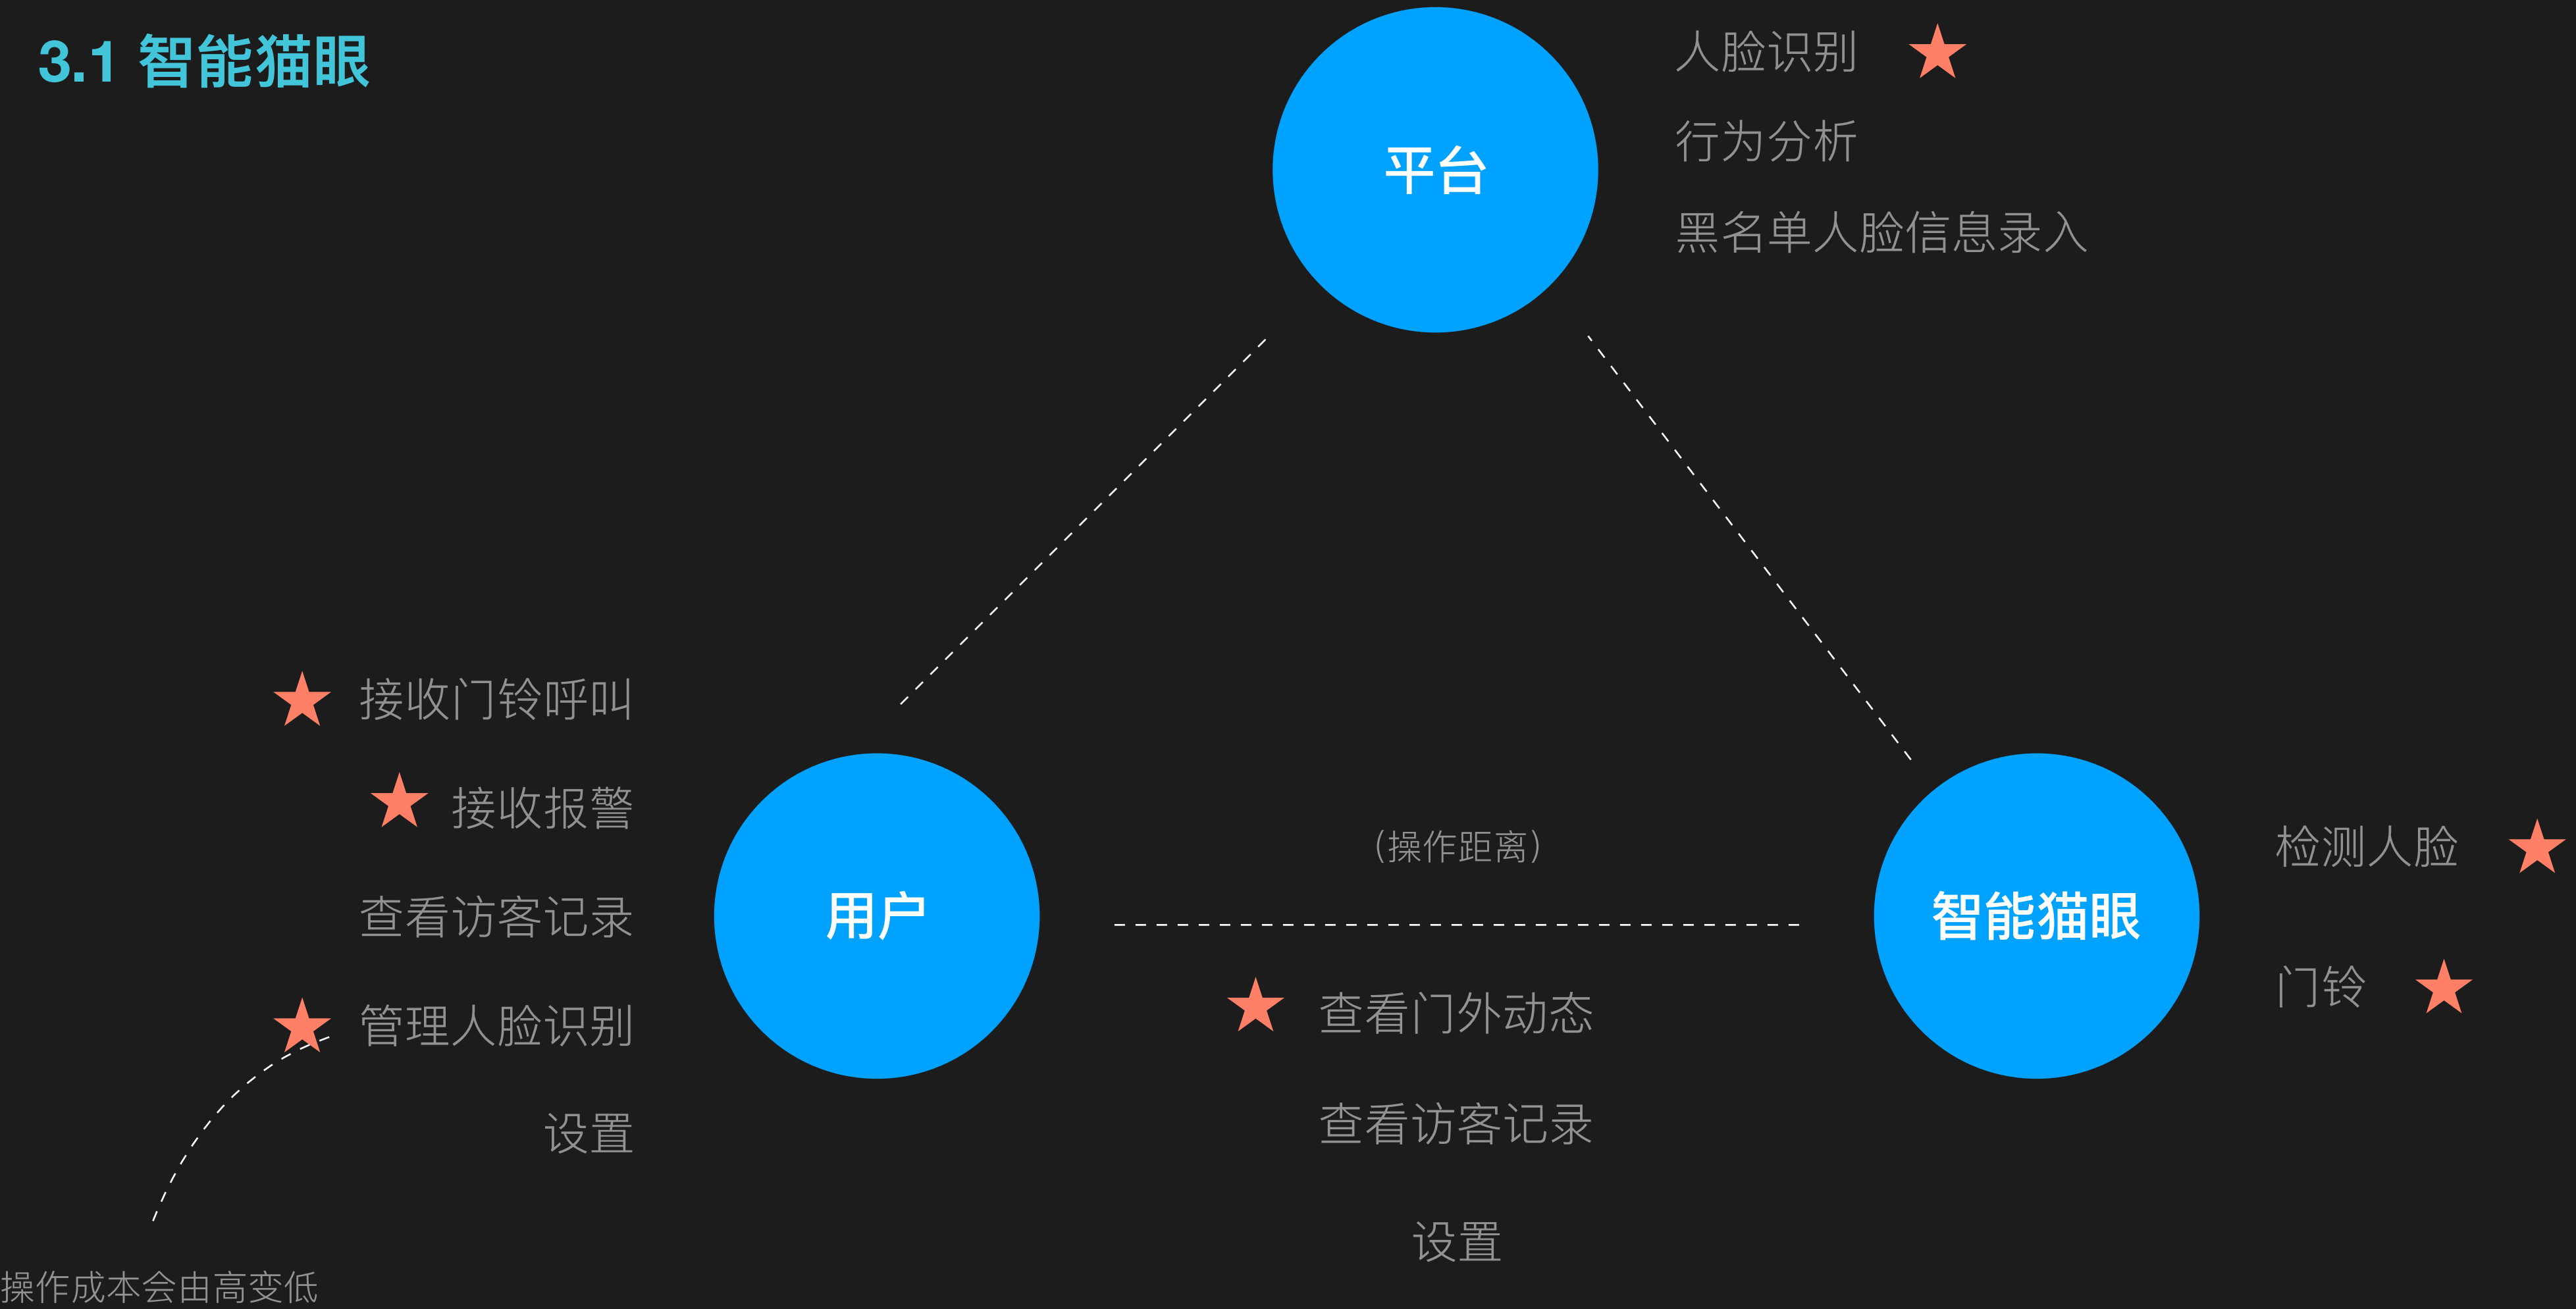 3.1 智能猫眼
平台
人脸识别
行为分析
黑名单人脸信息录入
接收门铃呼叫
接收报警
查看访客记录
管理人脸识别
设置
操作成本会由高变低
用户
(操作距离)
查看门外动态
查看访客记录
设置
智能猫眼
检测人脸
门铃